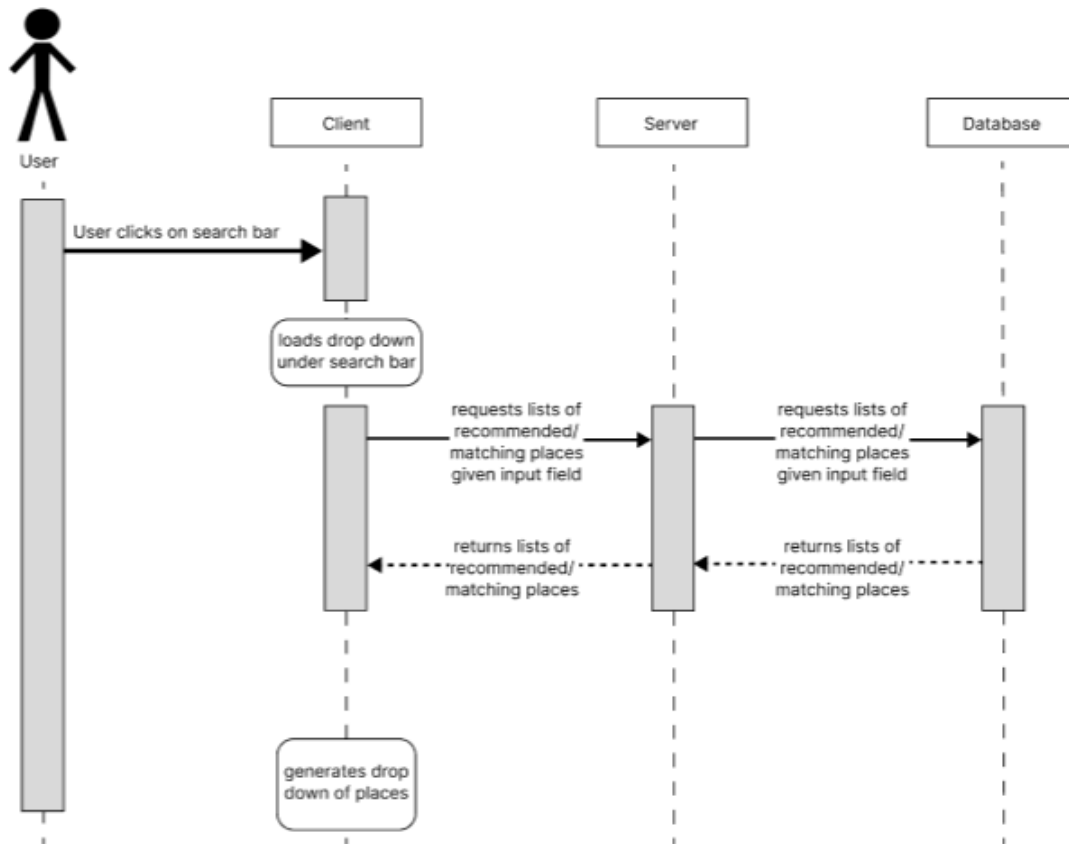 User
Client
Server
Database
User clicks on search bar
loads drop down
under search bar
requests lists of
recommended/
matching places
given input field
requests lists of
recommended/
matching places
given input field
returns lists of
recommended/
matching places
returns lists of
recommended/
matching places
generates drop
down of places